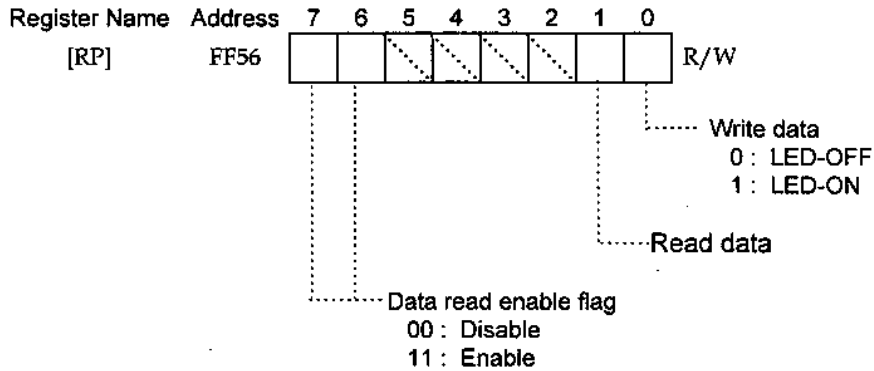 Register Name Address 7 6 5 4 3 2 1 0
[RP] FF56 R/W
Write data
0 : LED-OFF
1 : LED-ON
Read data
Data read enable flag
00 : Disable
11 : Enable